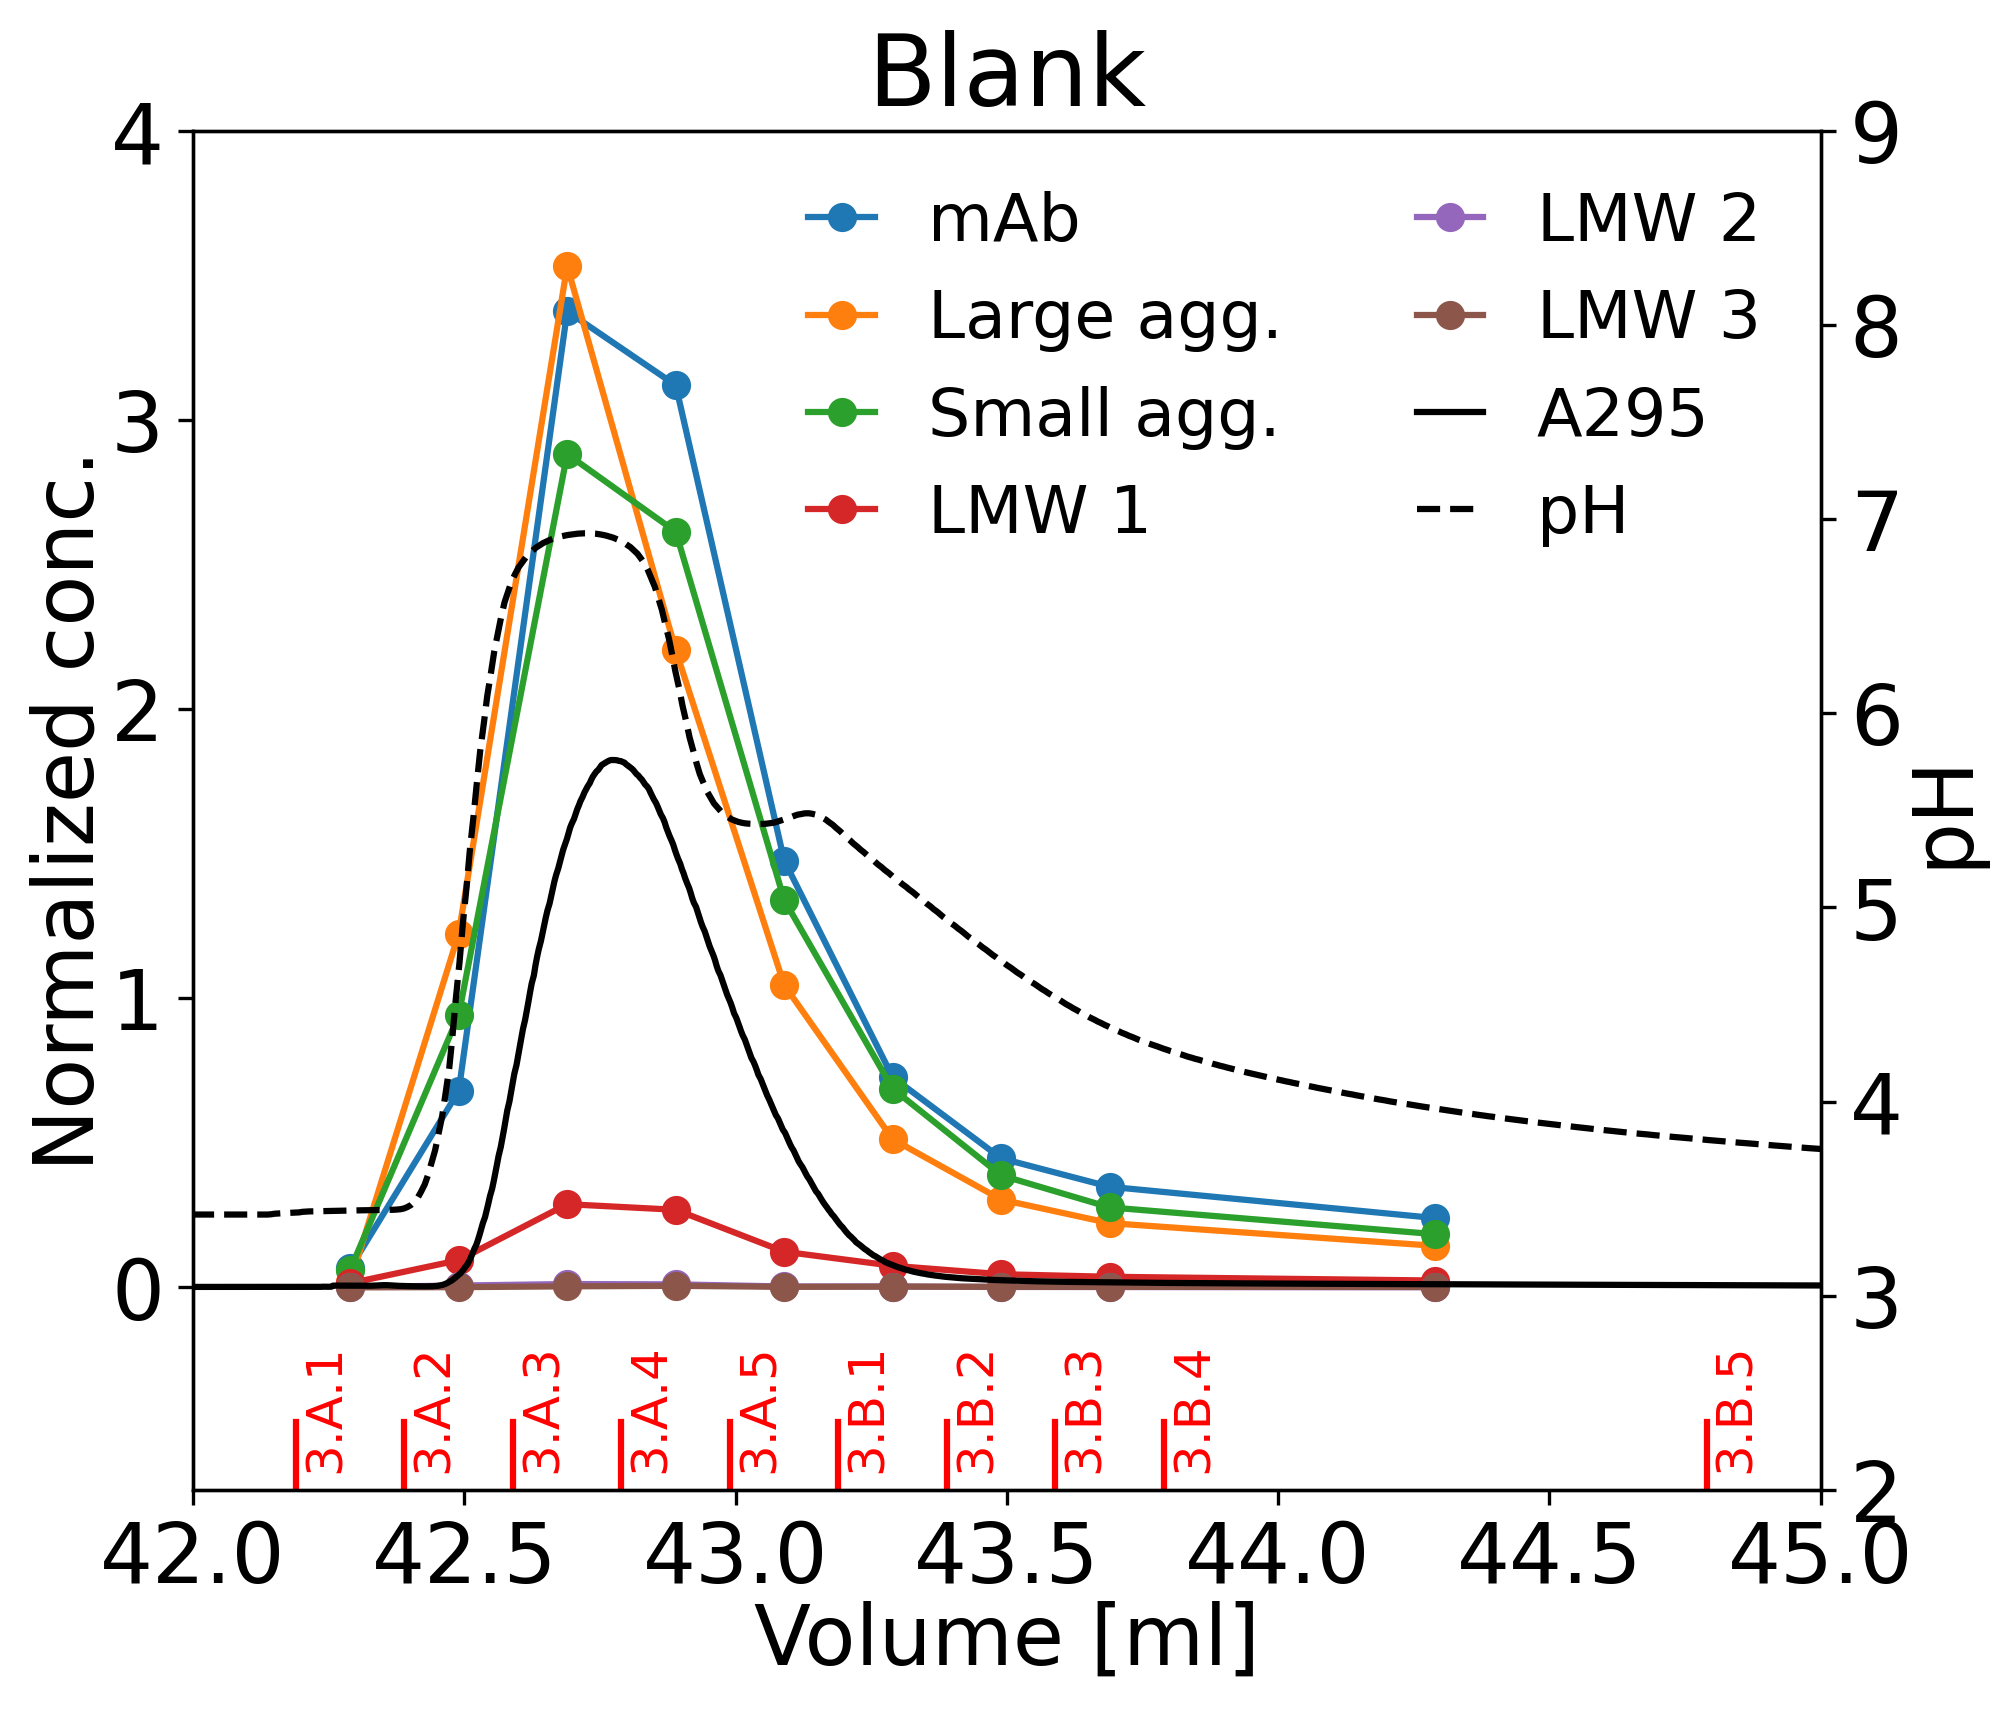 Blank
4
3
2
1
0
Normalized conc.
mAb
Large agg.
Small agg.
LMW 1
LMW 2
LMW 3
A295
pH
9
8
7
6
5
4
3
2
pH
3.A.1
3.A.2
3.A.3
3.A.4
3.A.5
3.B.1
3.B.2
3.B.3
3.B.4
3.B.5
42.0 42.5 43.0 43.5 44.0 44.5 45.0
Volume [ml]